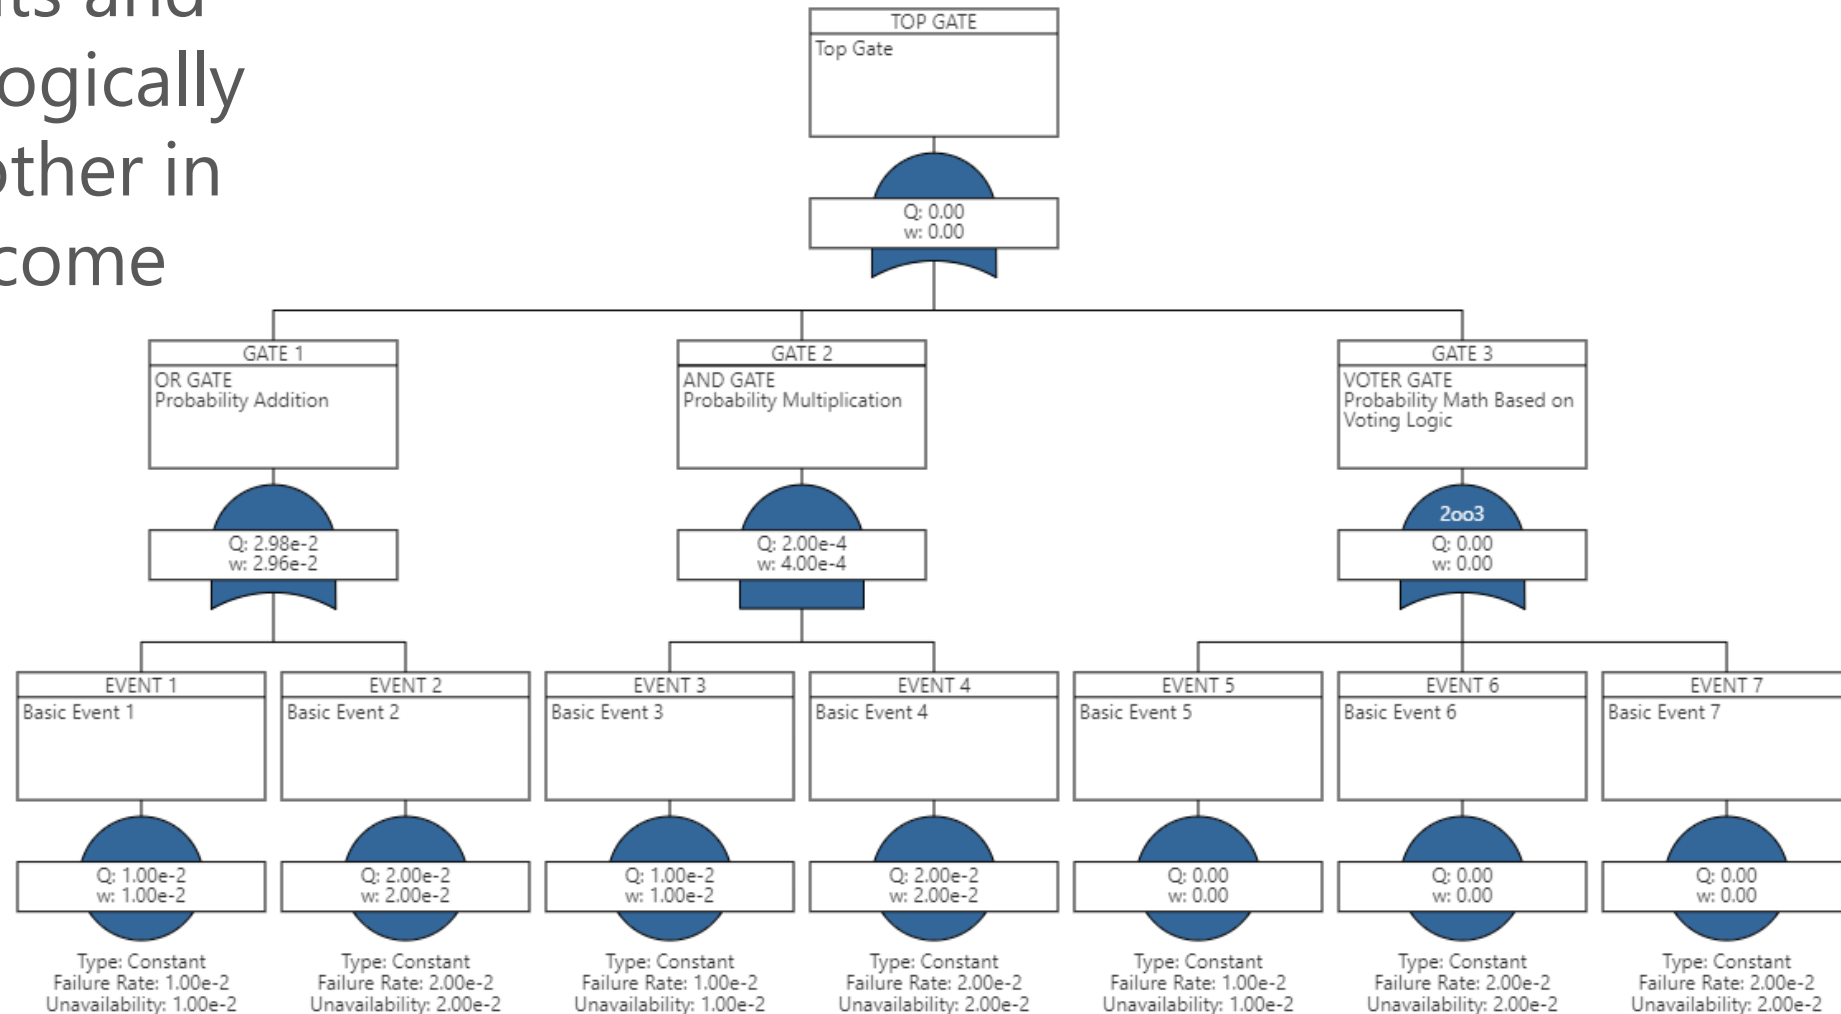 ts and
ogically
other in
come
TOP GATE
Top Gate
Q: 0.00
w: 0.00
GATE 1
OR GATE
Probability Addition
Q: 2.98e-2
w: 2.96e-2
GATE 2
AND GATE
Probability Multiplication
Q: 2.00e-4
w: 4.00e-4
GATE 3
VOTER GATE
Probability Math Based on
Voting Logic
2oo3
Q: 0.00
w: 0.00
EVENT 1
Basic Event 1
Q: 1.00e-2
w: 1.00e-2
Type: Constant
Failure Rate: 1.00e-2
Unavailability: 1.00e-2
EVENT 2
Basic Event 2
Q: 2.00e-2
w: 2.00e-2
Type: Constant
Failure Rate: 2.00e-2
Unavailability: 2.00e-2
EVENT 3
Basic Event 3
Q: 1.00e-2
w: 1.00e-2
Type: Constant
Failure Rate: 1.00e-2
Unavailability: 1.00e-2
EVENT 4
Basic Event 4
Q: 2.00e-2
w: 2.00e-2
Type: Constant
Failure Rate: 2.00e-2
Unavailability: 2.00e-2
EVENT 5
Basic Event 5
Q: 0.00
w: 0.00
Type: Constant
Failure Rate: 1.00e-2
Unavailability: 1.00e-2
EVENT 6
Basic Event 6
Q: 0.00
w: 0.00
Type: Constant
Failure Rate: 2.00e-2
Unavailability: 2.00e-2
EVENT 7
Basic Event 7
Q: 0.00
w: 0.00
Type: Constant
Failure Rate: 2.00e-2
Unavailability: 2.00e-2